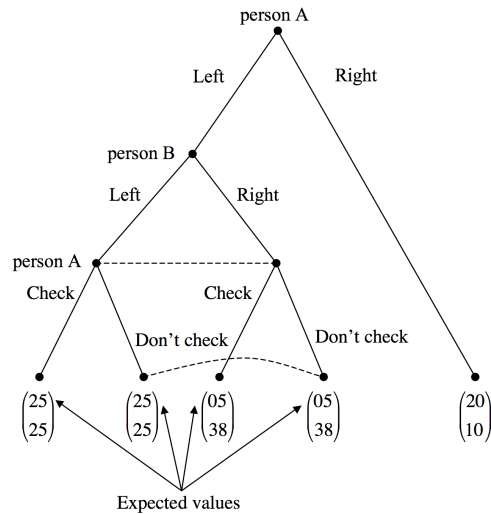 person A
Left
Right
person B
Left
Right
person A
Check
Check
Don't check
Don't check
25
25
25
25
05
38
05
38
20
10
Expected values